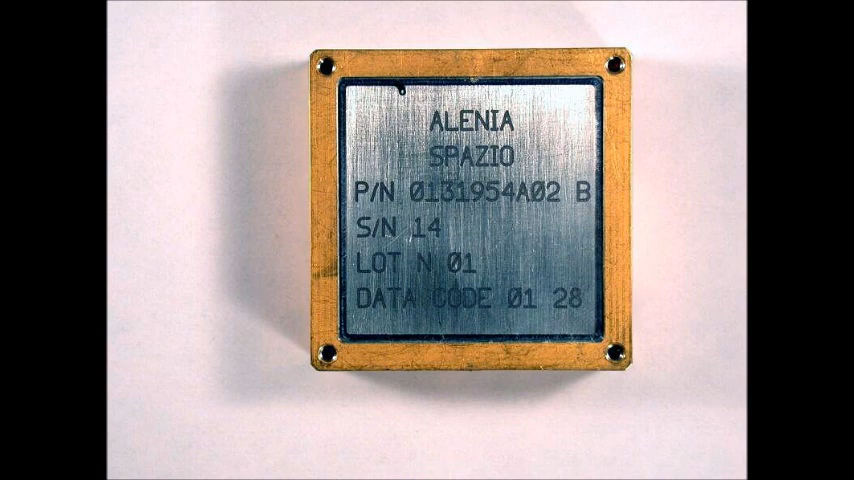 ALENIA
SPAZIO
P/N 0131954A02 B
S/N 14
LOT N 01
DATA CODE 01 28